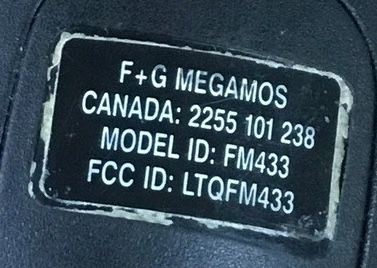 F+G MEGAMOS
CANADA: 2255 101 238
MODEL ID: FM433
FCC ID: LTQFM433